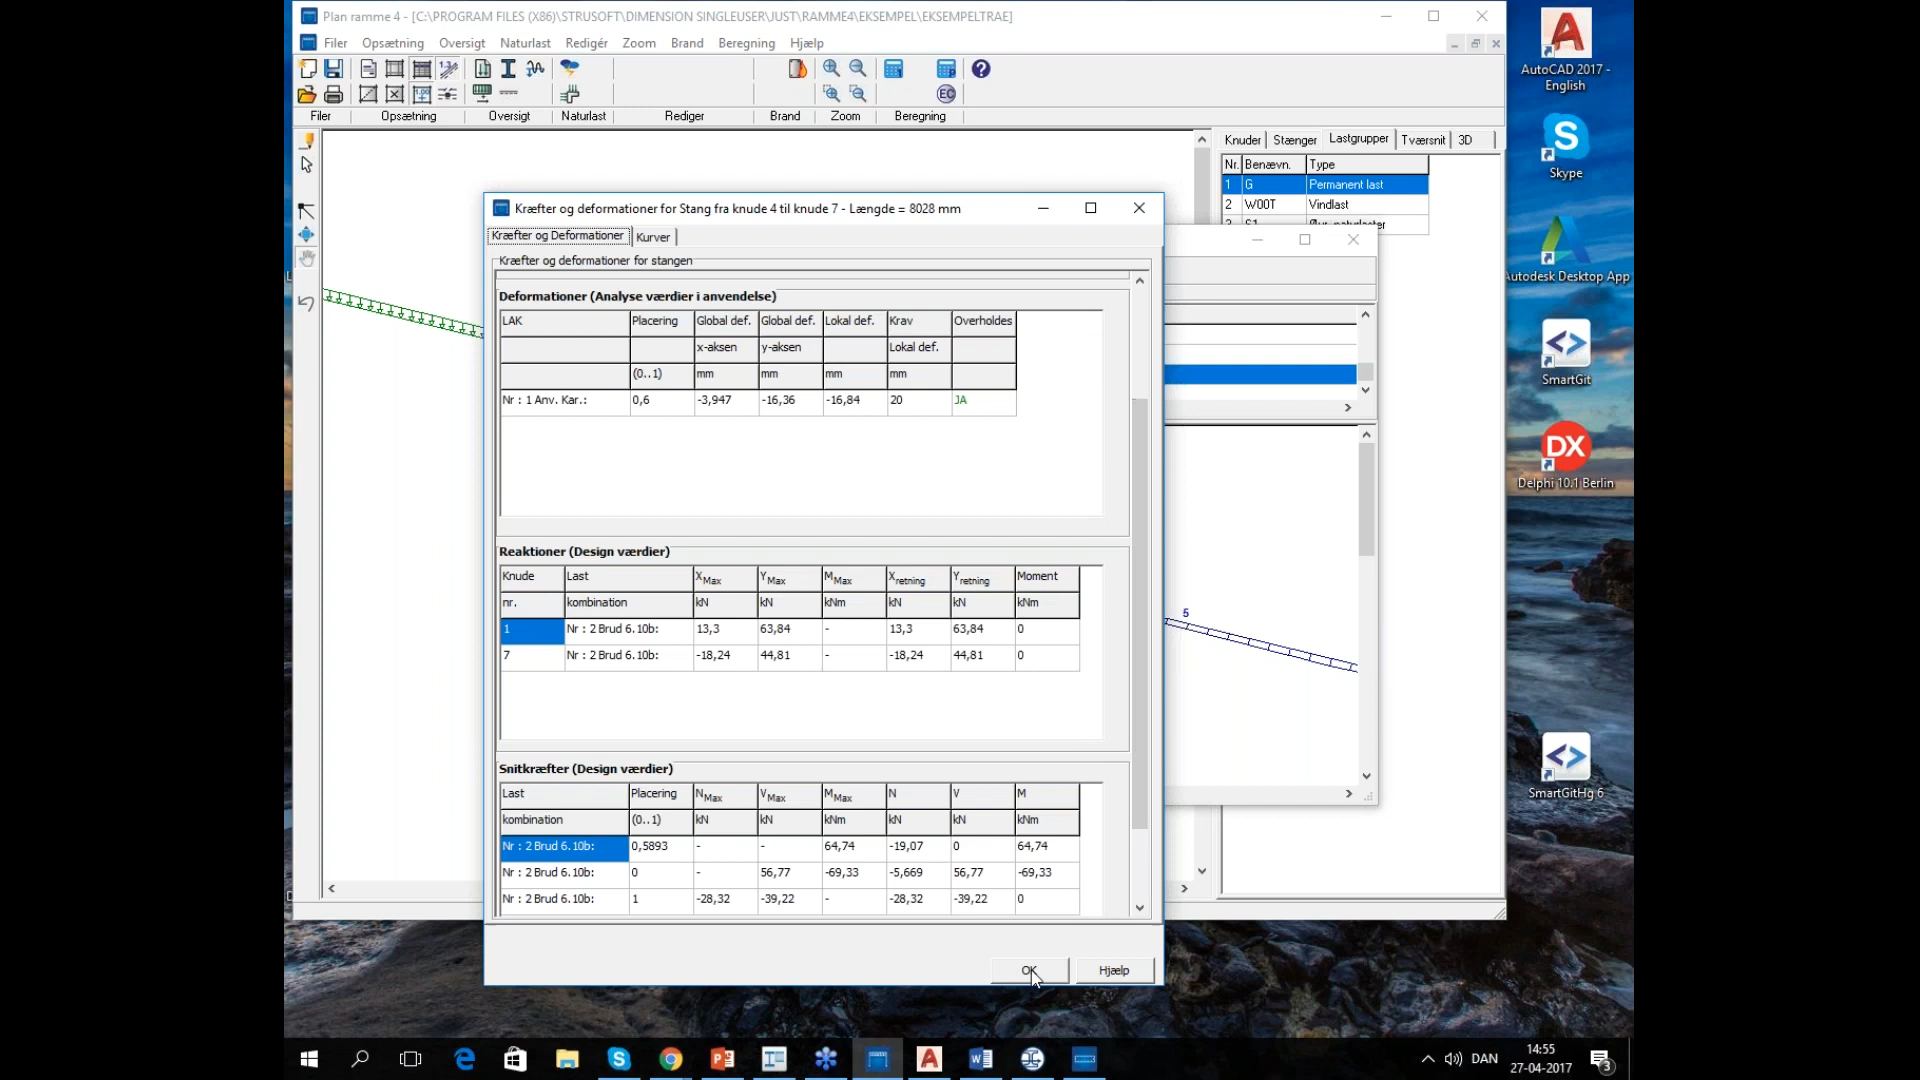 Plan ramme 4 - [C:\PROGRAM FILES (X86)\STRUSOFT\DIMENSION SINGLEUSER\JUST\RAMME4\EKSEMPEL\EKSEMPELTRAE]
Filer Opsætning Oversigt Naturlast Redigér Zoom Brand Beregning Hjælp
Filer Opsætning Oversigt Naturlast Rediger Brand Zoom Beregning
Knuder Stænger Lastgrupper Tværsnit 3D
Nr. Benævn. Type
1 G Permanent last
2 W00T Vindlast
Kræfter og deformationer for Stang fra knude 4 til knude 7 - Længde = 8028 mm
Kræfter og Deformationer Kurver
Kræfter og deformationer for stangen
Deformationer (Analyse værdier i anvendelse)
LAK Placering Global def. Global def. Lokal def. Krav Overholdes
x-aksen y-aksen Lokal def.
(0..1) mm mm mm mm
Nr : 1 Anv. Kar.: 0,6 -3,947 -16,36 -16,84 20 JA
Reaktioner (Design værdier)
Knude Last XMax YMax MMax Xretning Yretning Moment
nr. kombination kN kN kNm kN kN kNm
1 Nr : 2 Brud 6.10b: 13,3 63,84 - 13,3 63,84 0
7 Nr : 2 Brud 6.10b: -18,24 44,81 - -18,24 44,81 0
Snitkræfter (Design værdier)
Last Placering NMax VMax MMax N V M
kombination (0..1) kN kN kNm kN kN kNm
Nr : 2 Brud 6.10b: 0,5893 - - 64,74 -19,07 0 64,74
Nr : 2 Brud 6.10b: 0 - 56,77 -69,33 -5,669 56,77 -69,33
Nr : 2 Brud 6.10b: 1 -28,32 -39,22 - -28,32 -39,22 0
OK Hjælp
5
AutoCAD 2017 - English
Skype
Autodesk Desktop App
SmartGit
DX
Delphi 10.1 Berlin
SmartGitHg 6
EC
DAN
14:55
27-04-2017
3